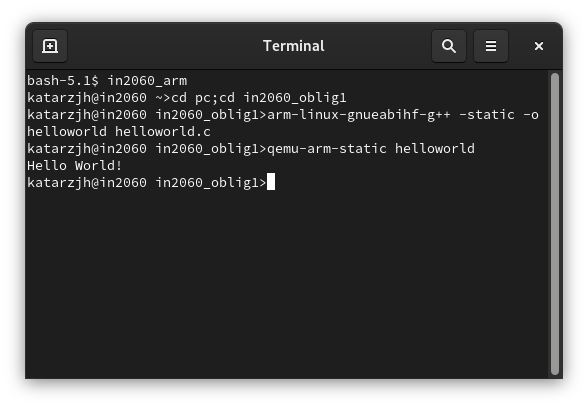 Terminal
bash-5.1$ in2060_arm
katarzjh@in2060 ~>cd pc;cd in2060_oblig1
katarzjh@in2060 in2060_oblig1>arm-linux-gnueabihf-g++ -static -o
helloworld helloworld.c
katarzjh@in2060 in2060_oblig1>qemu-arm-static helloworld
Hello World!
katarzjh@in2060 in2060_oblig1>